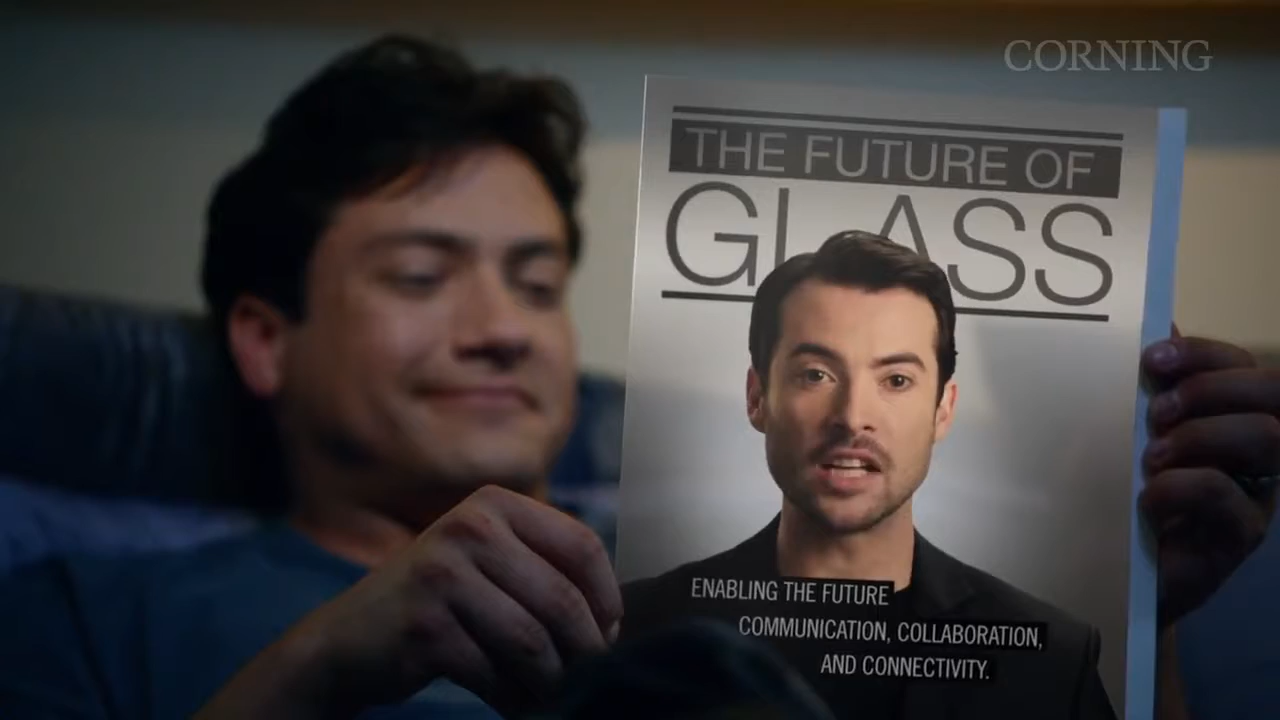 CORNING
THE FUTURE OF
GLASS
ENABLING THE FUTURE
COMMUNICATION, COLLABORATION,
AND CONNECTIVITY.